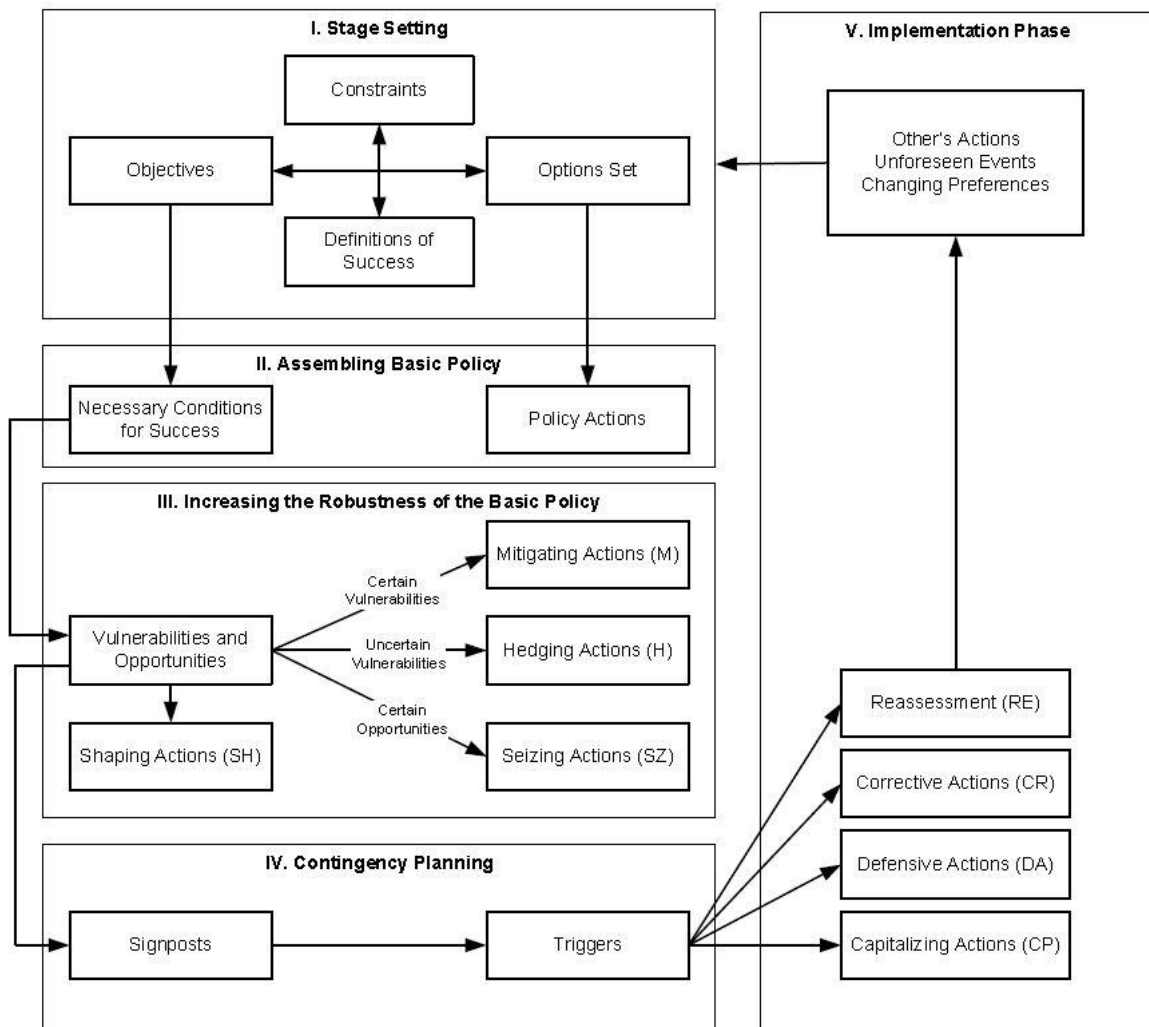 I. Stage Setting
Constraints
Objectives
Options Set
Definitions of
Success
II. Assembling Basic Policy
Necessary Conditions
for Success
Policy Actions
III. Increasing the Robustness of the Basic Policy
Mitigating Actions (M)
Certain
Vulnerabilities
Vulnerabilities and
Opportunities
Uncertain
Vulnerabilities
Hedging Actions (H)
Certain
Opportunities
Shaping Actions (SH)
Seizing Actions (SZ)
IV. Contingency Planning
Signposts
Triggers
V. Implementation Phase
Other's Actions
Unforeseen Events
Changing Preferences
Reassessment (RE)
Corrective Actions (CR)
Defensive Actions (DA)
Capitalizing Actions (CP)